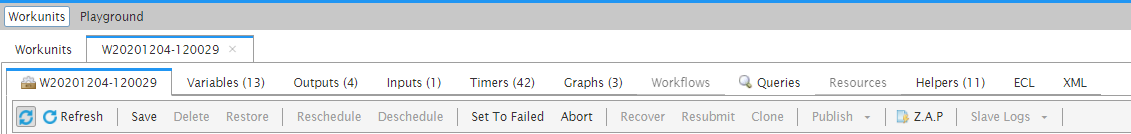 Workunits Playground
Workunits W20201204-120029 ×
W20201204-120029 Variables (13) Outputs (4) Inputs (1) Timers (42) Graphs (3) Workflows Queries Resources Helpers (11) ECL XML
Refresh Save Delete Restore Reschedule Deschedule Set To Failed Abort Recover Resubmit Clone Publish Z.A.P Slave Logs